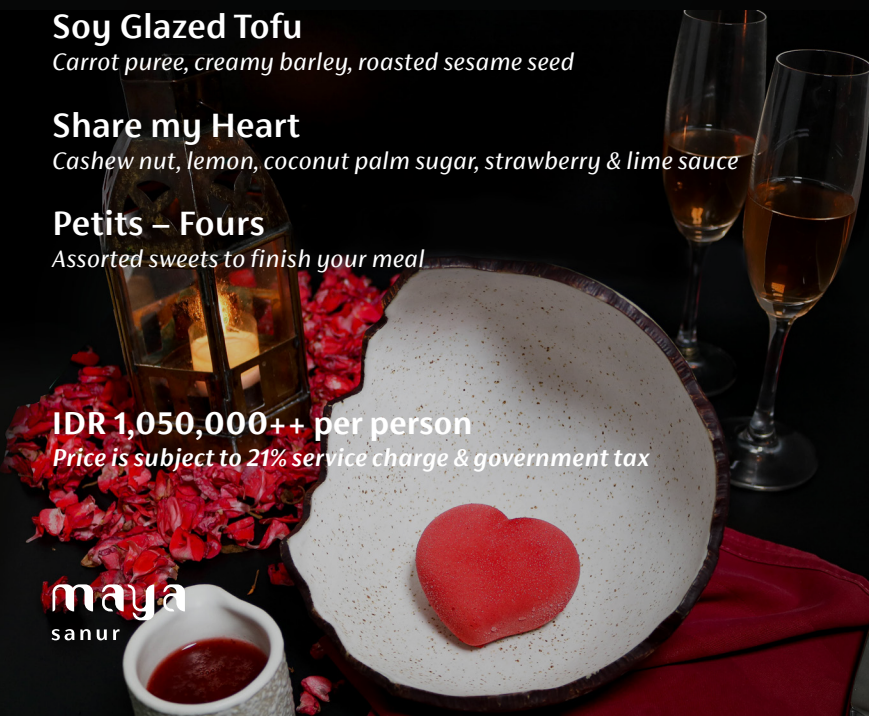 Soy Glazed Tofu
Carrot puree, creamy barley, roasted sesame seed
Share my Heart
Cashew nut, lemon, coconut palm sugar, strawberry & lime sauce
Petits – Fours
Assorted sweets to finish your meal
IDR 1,050,000++ per person
Price is subject to 21% service charge & government tax
maya
sanur